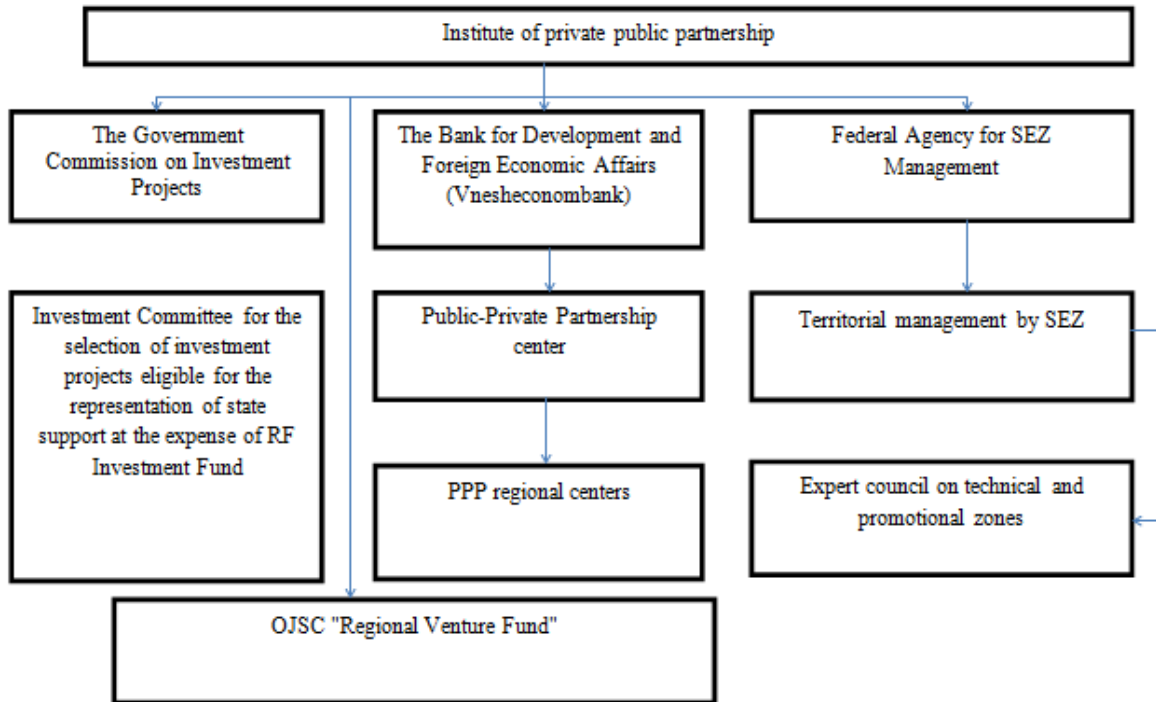 Institute of private public partnership
The Government
Commission on Investment
Projects
The Bank for Development and
Foreign Economic Affairs
(Vnesheconombank)
Federal Agency for SEZ
Management
Investment Committee for the
selection of investment
projects eligible for the
representation of state
support at the expense of RF
Investment Fund
Public-Private Partnership
center
Territorial management by SEZ
PPP regional centers
Expert council on technical and
promotional zones
OJSC "Regional Venture Fund"